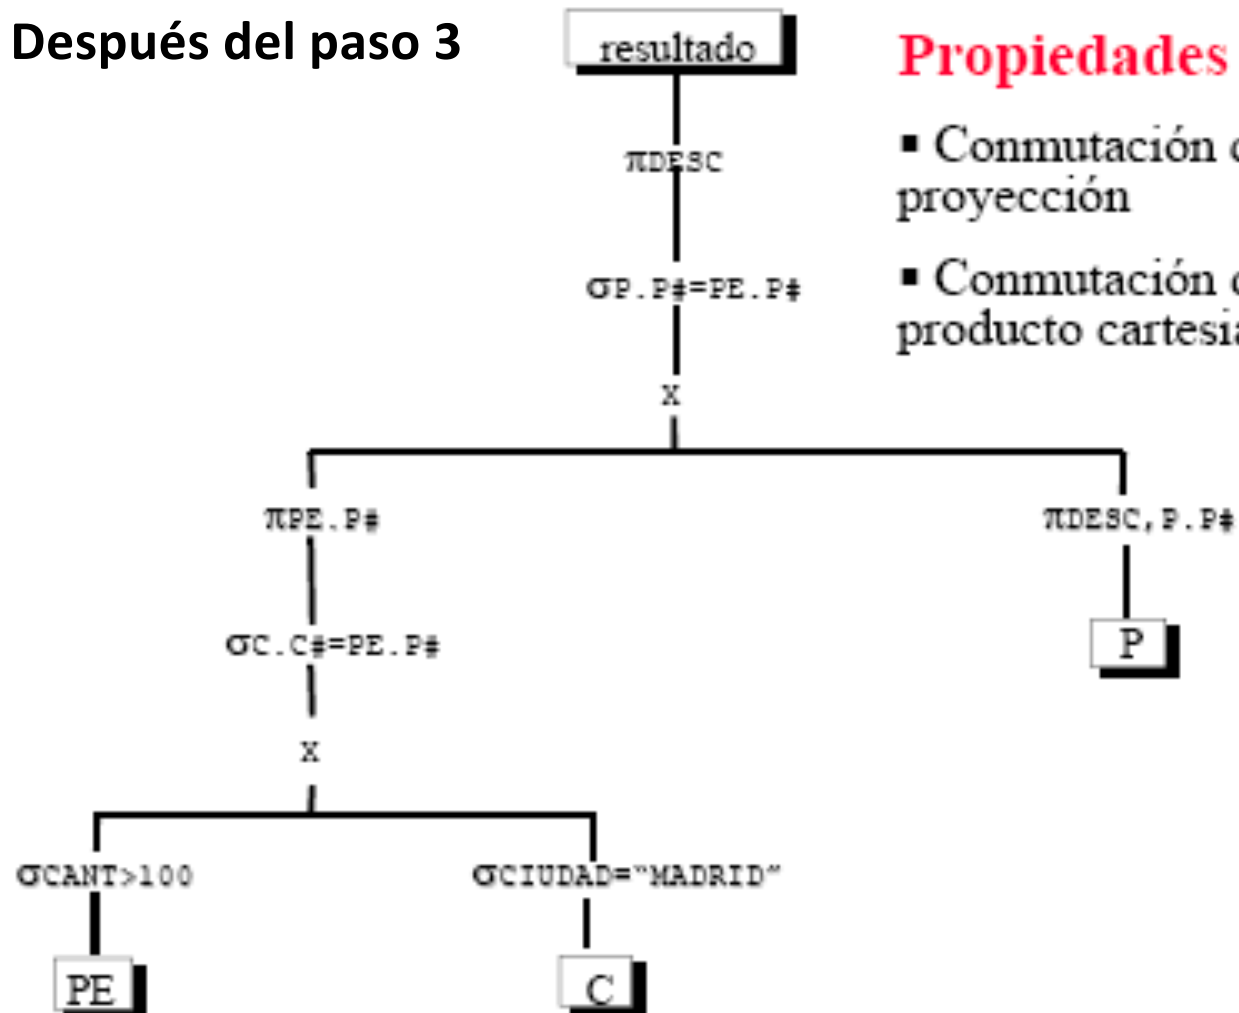 Después del paso 3
resultado
Propiedades
▪ Conmutación
proyección
▪ Conmutación
producto
πDESC
σP.P#=PE.P#
X
πPE.P#
πDESC,P.P#
σC.C#=PE.P#
P
X
σCANT>100
σCIUDAD=“MADRID”
PE
C